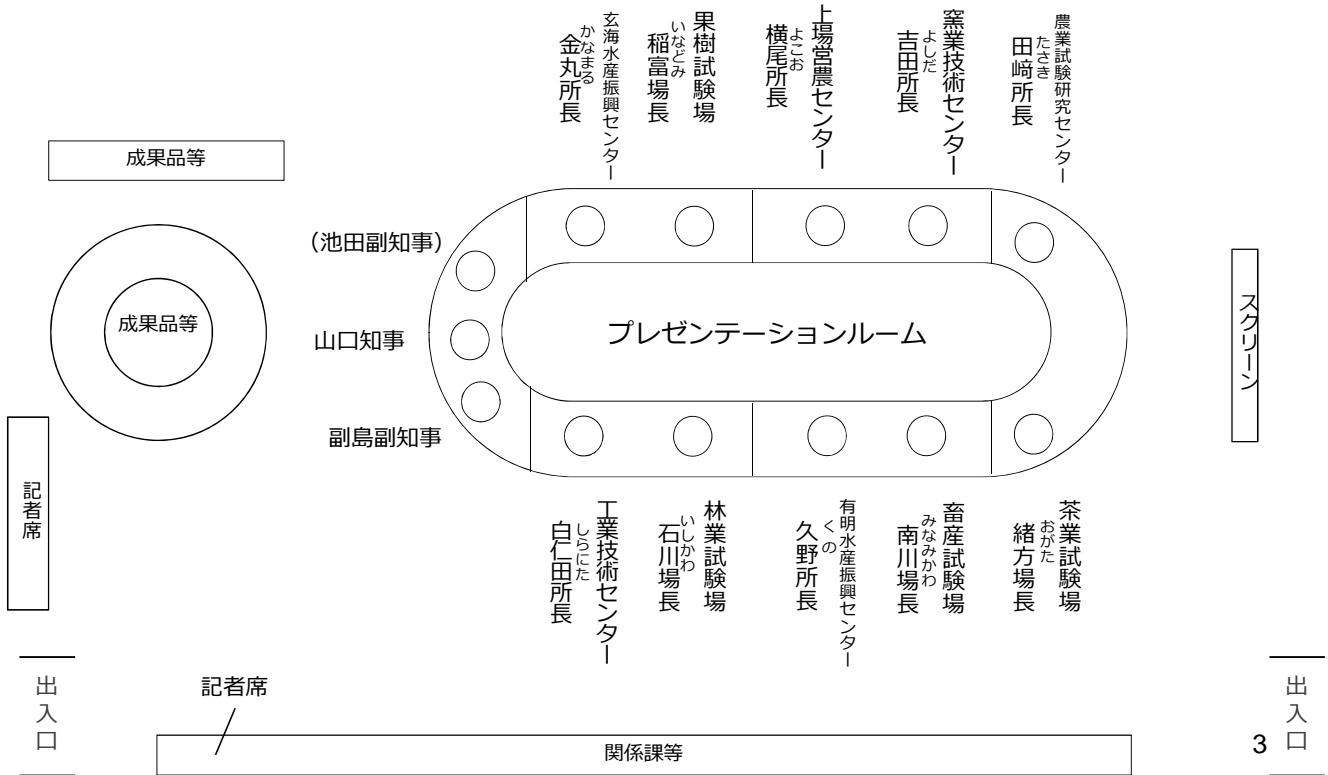 玄海水産振興センター
かなまる
金丸所長
果樹試験場
いなどみ
稲富場長
上場営農センター
よこお
横尾所長
窯業技術センター
よしだ
吉田所長
農業試験研究センター
たさき
田﨑所長
成果品等
成果品等
(池田副知事)
山口知事
副島副知事
プレゼンテーションルーム
スクリーン
記者席
工業技術センター
しらにた
白仁田所長
林業試験場
いしかわ
石川場長
有明水産振興センター
くの
久野所長
畜産試験場
みなみかわ
南川場長
茶業試験場
おがた
緒方場長
出入口
記者席
関係課等
出入口
3